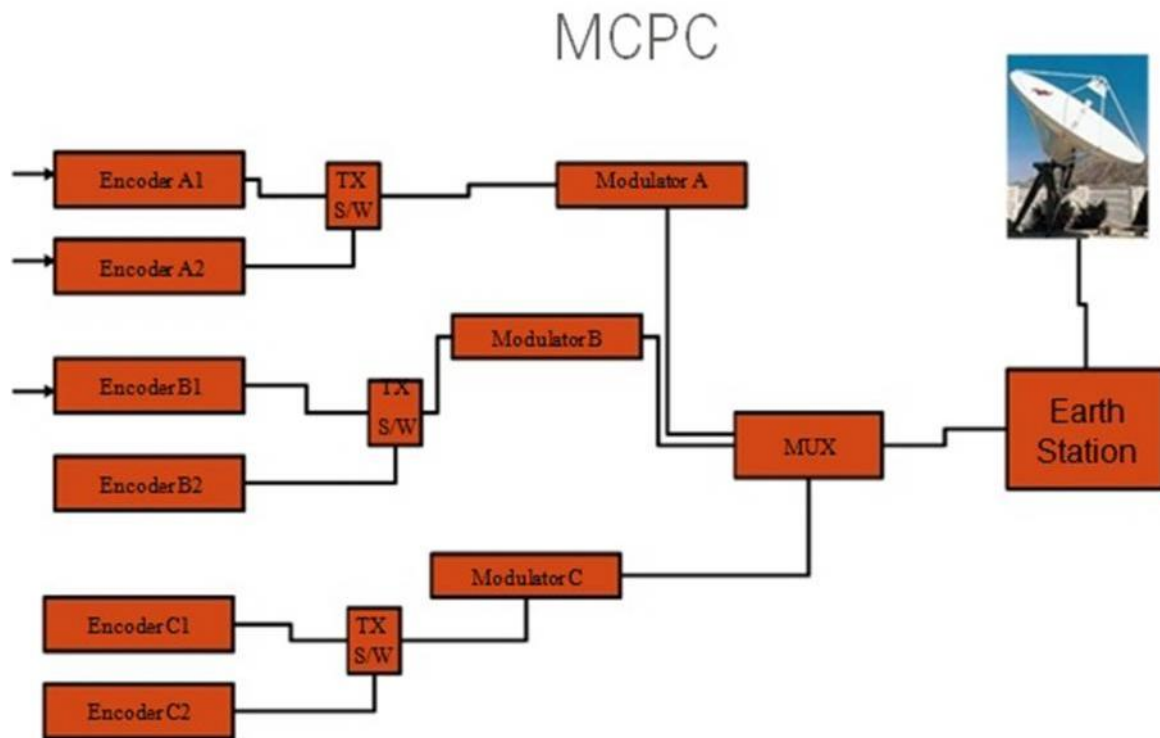 MCPC
Encoder A1
TX
S/W
Modulator A
Encoder A2
Modulator B
Encoder B1
TX
S/W
Earth
Station
MUX
Encoder B2
Modulator C
Encoder C1
TX
S/W
Encoder C2